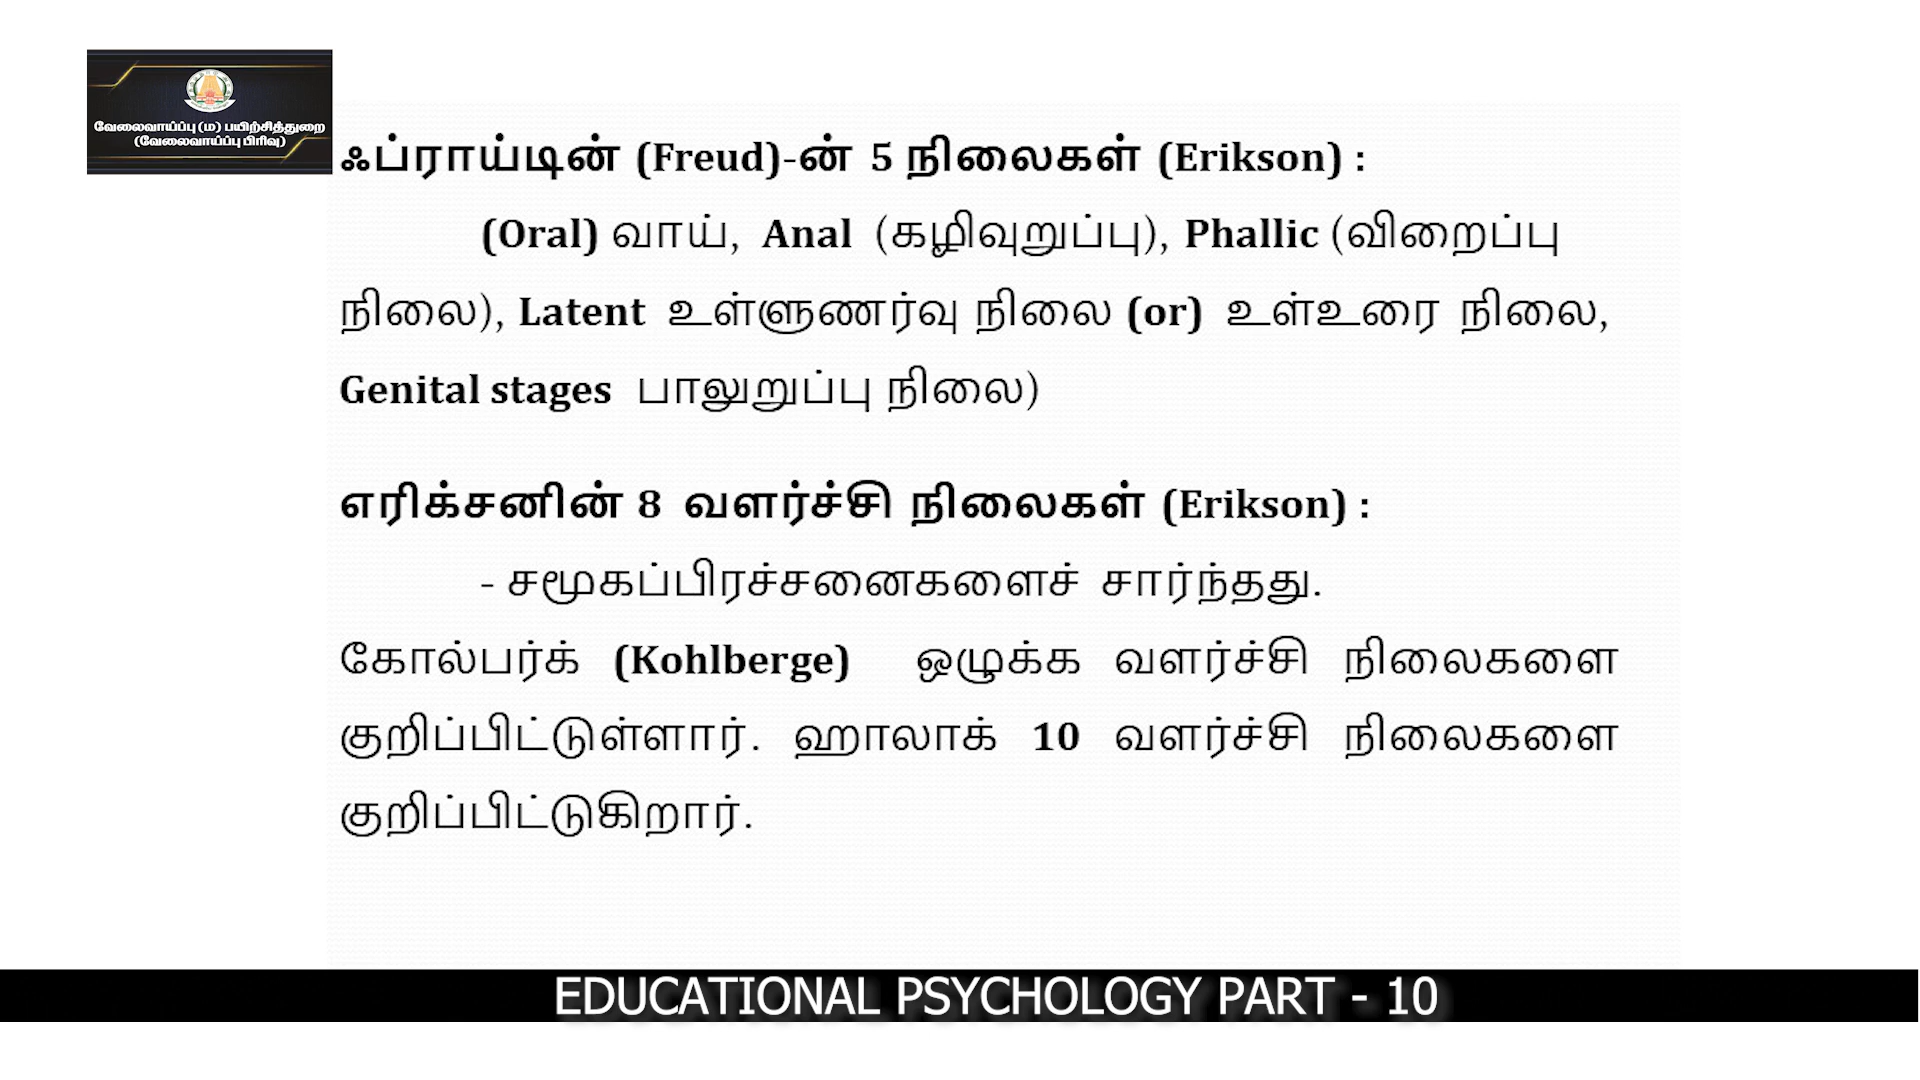 வேலைவாய்ப்பு (ம) பயிற்சித்துறை
(வேலைவாய்ப்பு பிரிவு)
ஃப்ராய்டின் (Freud)-ன் 5 நிலைகள் (Erikson) :
(Oral) வாய், Anal (கழிவுறுப்பு), Phallic (விறைப்பு
நிலை), Latent உள்ளுணர்வு நிலை (or) உள்உரை நிலை,
Genital stages பாலுறுப்பு நிலை)
எரிக்சனின் 8 வளர்ச்சி நிலைகள் (Erikson) :
- சமூகப்பிரச்சனைகளைச் சார்ந்தது.
கோல்பர்க் (Kohlberge) ஒழுக்க வளர்ச்சி நிலைகளை
குறிப்பிட்டுள்ளார். ஹாலாக் 10 வளர்ச்சி நிலைகளை
குறிப்பிட்டுகிறார்.
EDUCATIONAL PSYCHOLOGY PART - 10